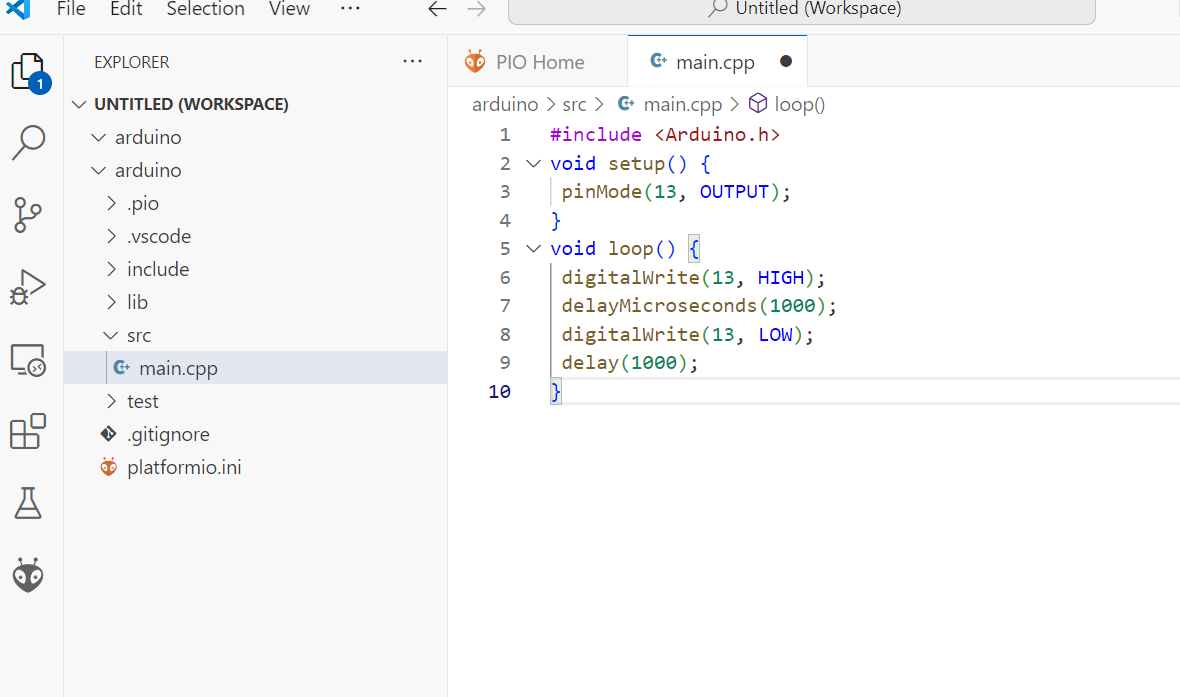 File Edit Selection View ··· ← → Untitled (Workspace)
EXPLORER ···
1
UNTITLED (WORKSPACE)
arduino
arduino
.pio
.vscode
include
lib
src
main.cpp
test
.gitignore
platformio.ini
PIO Home
main.cpp
arduino > src > main.cpp > loop()
1 #include <Arduino.h>
2 void setup() {
3 pinMode(13, OUTPUT);
4 }
5 void loop() {
6 digitalWrite(13, HIGH);
7 delayMicroseconds(1000);
8 digitalWrite(13, LOW);
9 delay(1000);
10 }